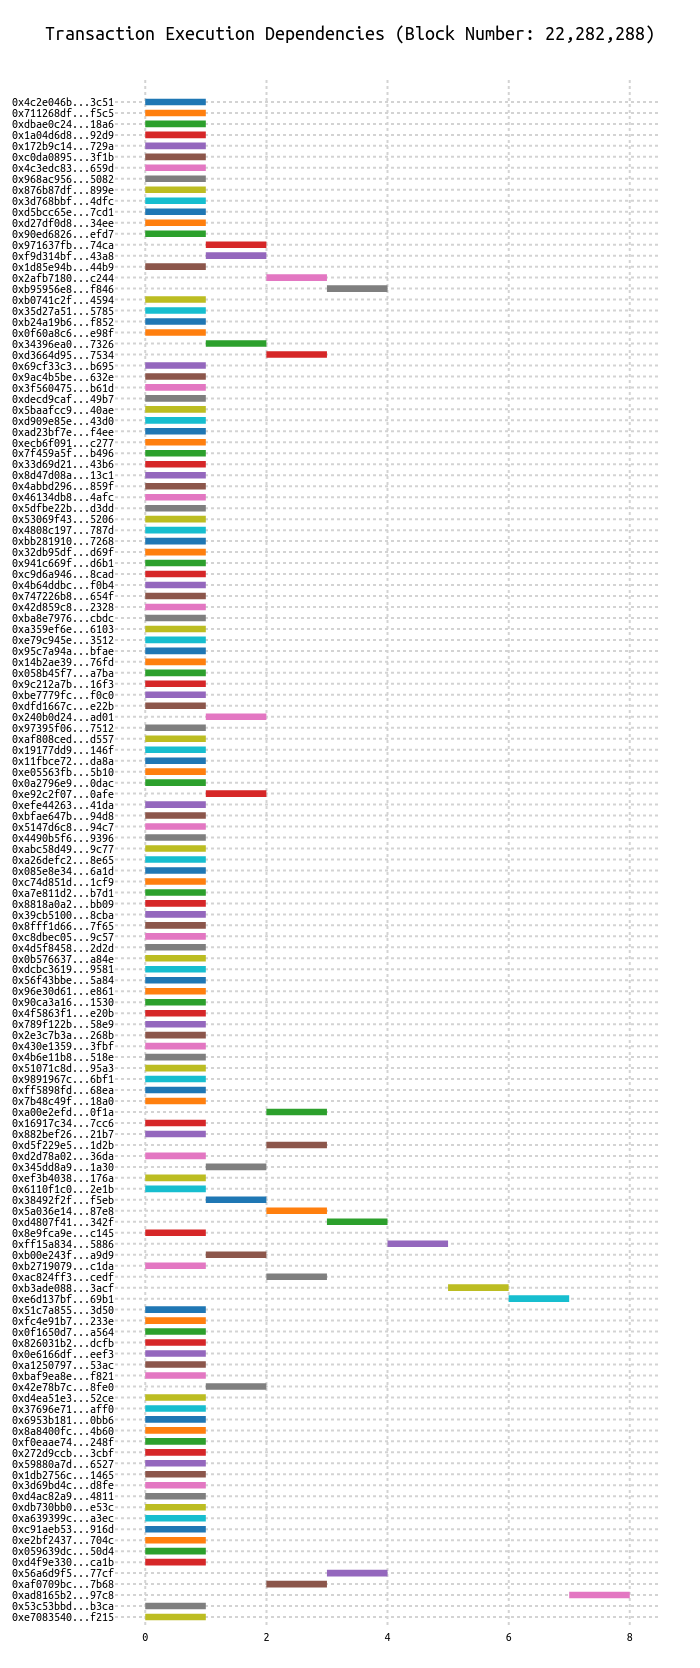 Transaction Execution Dependencies (Block Number: 22,282,288)
0x4c2e046b...3c51
0x711268df...f5c5
0xdbae0c24...18a6
0x1a04d6d8...92d9
0x172b9c14...729a
0xc0da0895...3f1b
0x4c3edc83...659d
0x968ac956...5082
0x876b87df...899e
0x3d768bbf...4dfc
0xd5bcc65e...7cd1
0xd27df0d8...34ee
0x90ed6826...efd7
0x971637fb...74ca
0xf9d314bf...43a8
0x1d85e94b...44b9
0x2afb7180...c244
0xb95956e8...f846
0xb0741c2f...4594
0x35d27a51...5785
0xb24a19b6...f852
0x0f60a8c6...e98f
0x34396ea0...7326
0xd3664d95...7534
0x69cf33c3...b695
0x9ac4b5be...632e
0x3f560475...b61d
0xdecd9caf...49b7
0x5baafcc9...40ae
0xd909e85e...43d0
0xad23bf7e...f4ee
0xecb6f091...c277
0x7f459a5f...b496
0x33d69d21...43b6
0x8d47d08a...13c1
0x4abbd296...859f
0x46134db8...4afc
0x5dfbe22b...d3dd
0x53069f43...5206
0x4808c197...787d
0xbb281910...7268
0x32db95df...d69f
0x941c669f...d6b1
0xc9d6a946...8cad
0x4b64ddbc...f0b4
0x747226b8...654f
0x42d859c8...2328
0xba8e7976...cbdc
0xa359ef6e...6103
0xe79c945e...3512
0x95c7a94a...bfae
0x14b2ae39...76fd
0x058b45f7...a7ba
0x9c212a7b...16f3
0xbe7779fc...f0c0
0xdfd1667c...e22b
0x240b0d24...ad01
0x97395f06...7512
0xaf808ced...d557
0x19177dd9...146f
0x11fbce72...da8a
0xe05563fb...5b10
0x0a2796e9...0dac
0xe92c2f07...0afe
0xefe44263...41da
0xbfae647b...94d8
0x5147d6c8...94c7
0x4490b5f6...9396
0xabc58d49...9c77
0xa26defc2...8e65
0x085e8e34...6a1d
0xc74d851d...1cf9
0xa7e811d2...b7d1
0x8818a0a2...bb09
0x39cb5100...8cba
0x8fff1d66...7f65
0xc8dbec05...9c57
0x4d5f8458...2d2d
0x0b576637...a84e
0xdcbc3619...9581
0x56f43bbe...5a84
0x96e30d61...e861
0x90ca3a16...1530
0x4f5863f1...e20b
0x789f122b...58e9
0x2e3c7b3a...268b
0x430e1359...3fbf
0x4b6e11b8...518e
0x51071c8d...95a3
0x9891967c...6bf1
0xff5898fd...68ea
0x7b48c49f...18a0
0xa00e2efd...0f1a
0x16917c34...7cc6
0x882bef26...21b7
0xd5f229e5...1d2b
0xd2d78a02...36da
0x345dd8a9...1a30
0xef3b4038...176a
0x6110f1c0...2e1b
0x38492f2f...f5eb
0x5a036e14...87e8
0xd4807f41...342f
0x8e9fca9e...c145
0xff15a834...5886
0xb00e243f...a9d9
0xb2719079...c1da
0xac824ff3...cedf
0xb3ade088...3acf
0xe6d137bf...69b1
0x51c7a855...3d50
0xfc4e91b7...233e
0x0f1650d7...a564
0x826031b2...dcfb
0x0e6166df...eef3
0xa1250797...53ac
0xbaf9ea8e...f821
0x42e78b7c...8fe0
0xd4ea51e3...52ce
0x37696e71...aff0
0x6953b181...0bb6
0x8a8400fc...4b60
0xf0eaae74...248f
0x272d9ccb...3cbf
0x59880a7d...6527
0x1db2756c...1465
0x3d69bd4c...d8fe
0xd4ac82a9...4811
0xdb730bb0...e53c
0xa639399c...a3ec
0xc91aeb53...916d
0xe2bf2437...704c
0x059639dc...50d4
0xd4f9e330...ca1b
0x56a6d9f5...77cf
0xaf0709bc...7b68
0xad8165b2...97c8
0x53c53bbd...b3ca
0xe7083540...f215
0 2 4 6 8